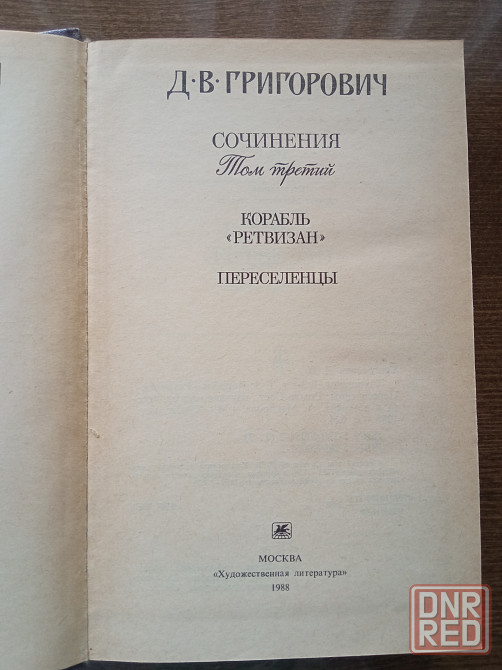 Д·В·ГРИГОРОВИЧ
СОЧИНЕНИЯ
Том третий
КОРАБЛЬ
«РЕТВИЗАН»
ПЕРЕСЕЛЕНЦЫ
МОСКВА
«Художественная литература»
1988
DNR
RED